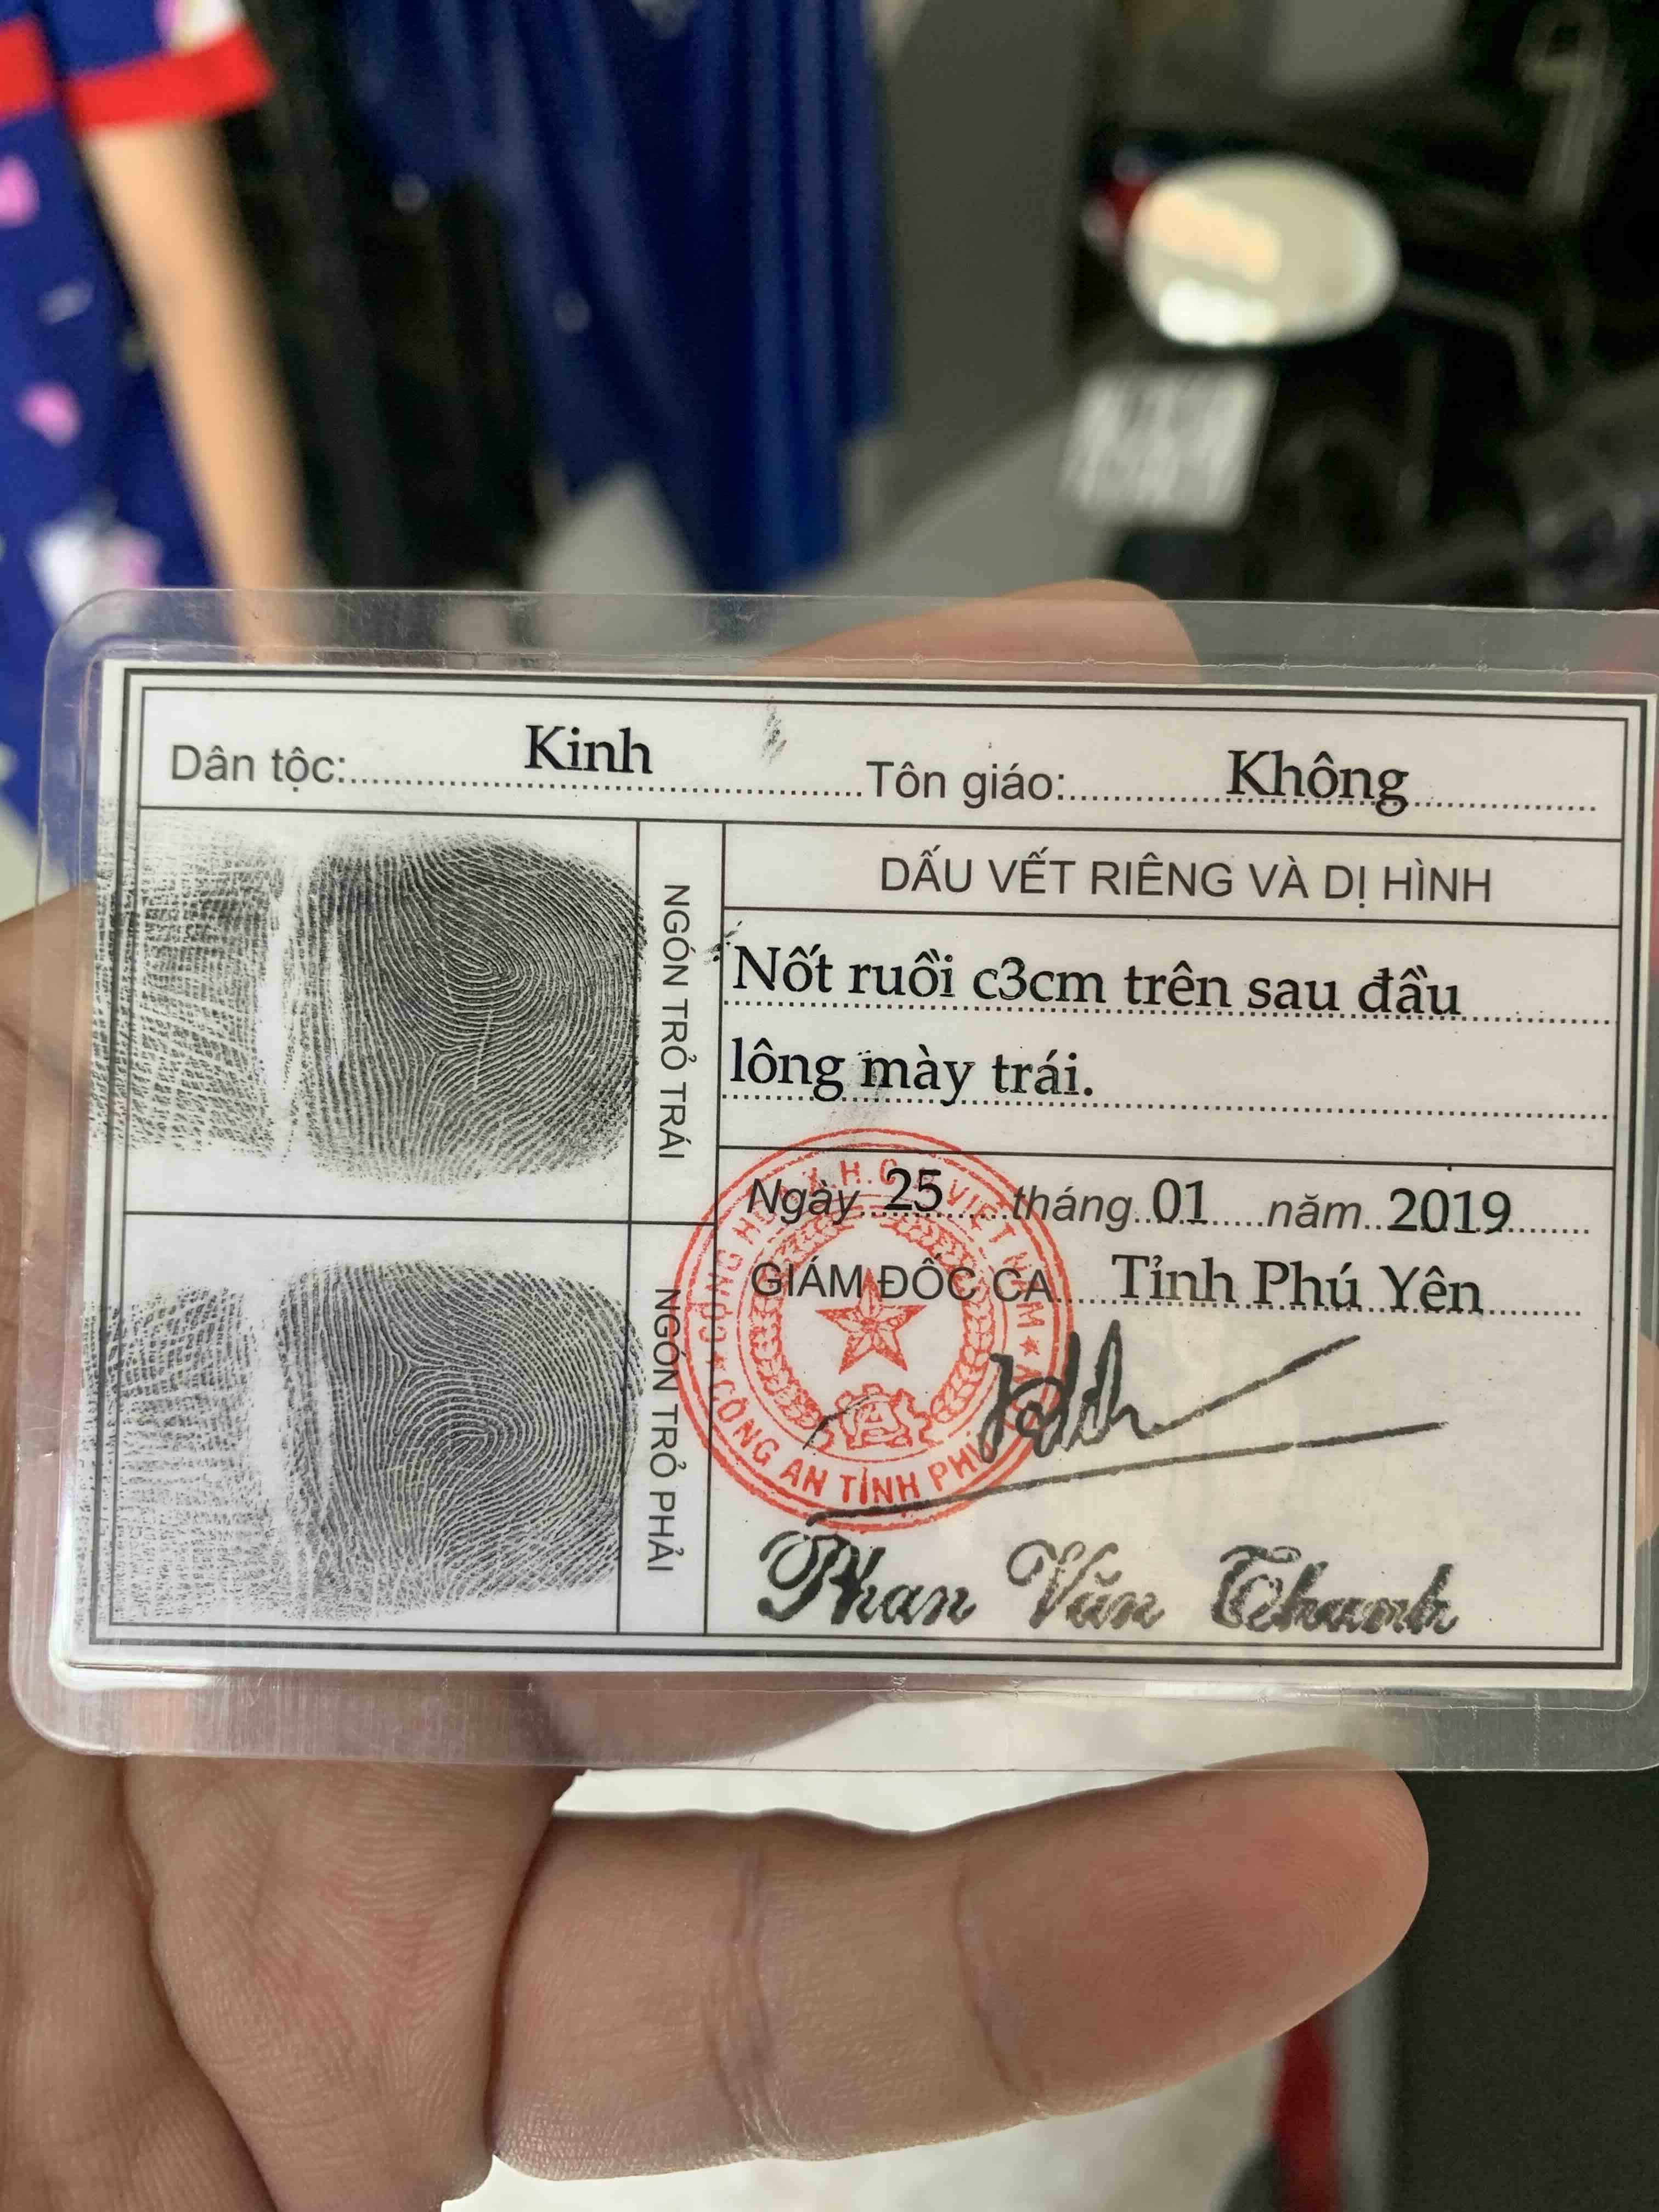 Dân tộc: Kinh Tôn giáo: Không
NGÓN TRỎ TRÁI
DẤU VẾT RIÊNG VÀ DỊ HÌNH
Nốt ruồi c3cm trên sau đầu
lông mày trái.
Ngày 25 tháng 01 năm 2019
GIÁM ĐỐC CA Tỉnh Phú Yên
NGÓN TRỎ PHẢI
CÔNG AN TỈNH PHÚ
Phan Văn Thanh